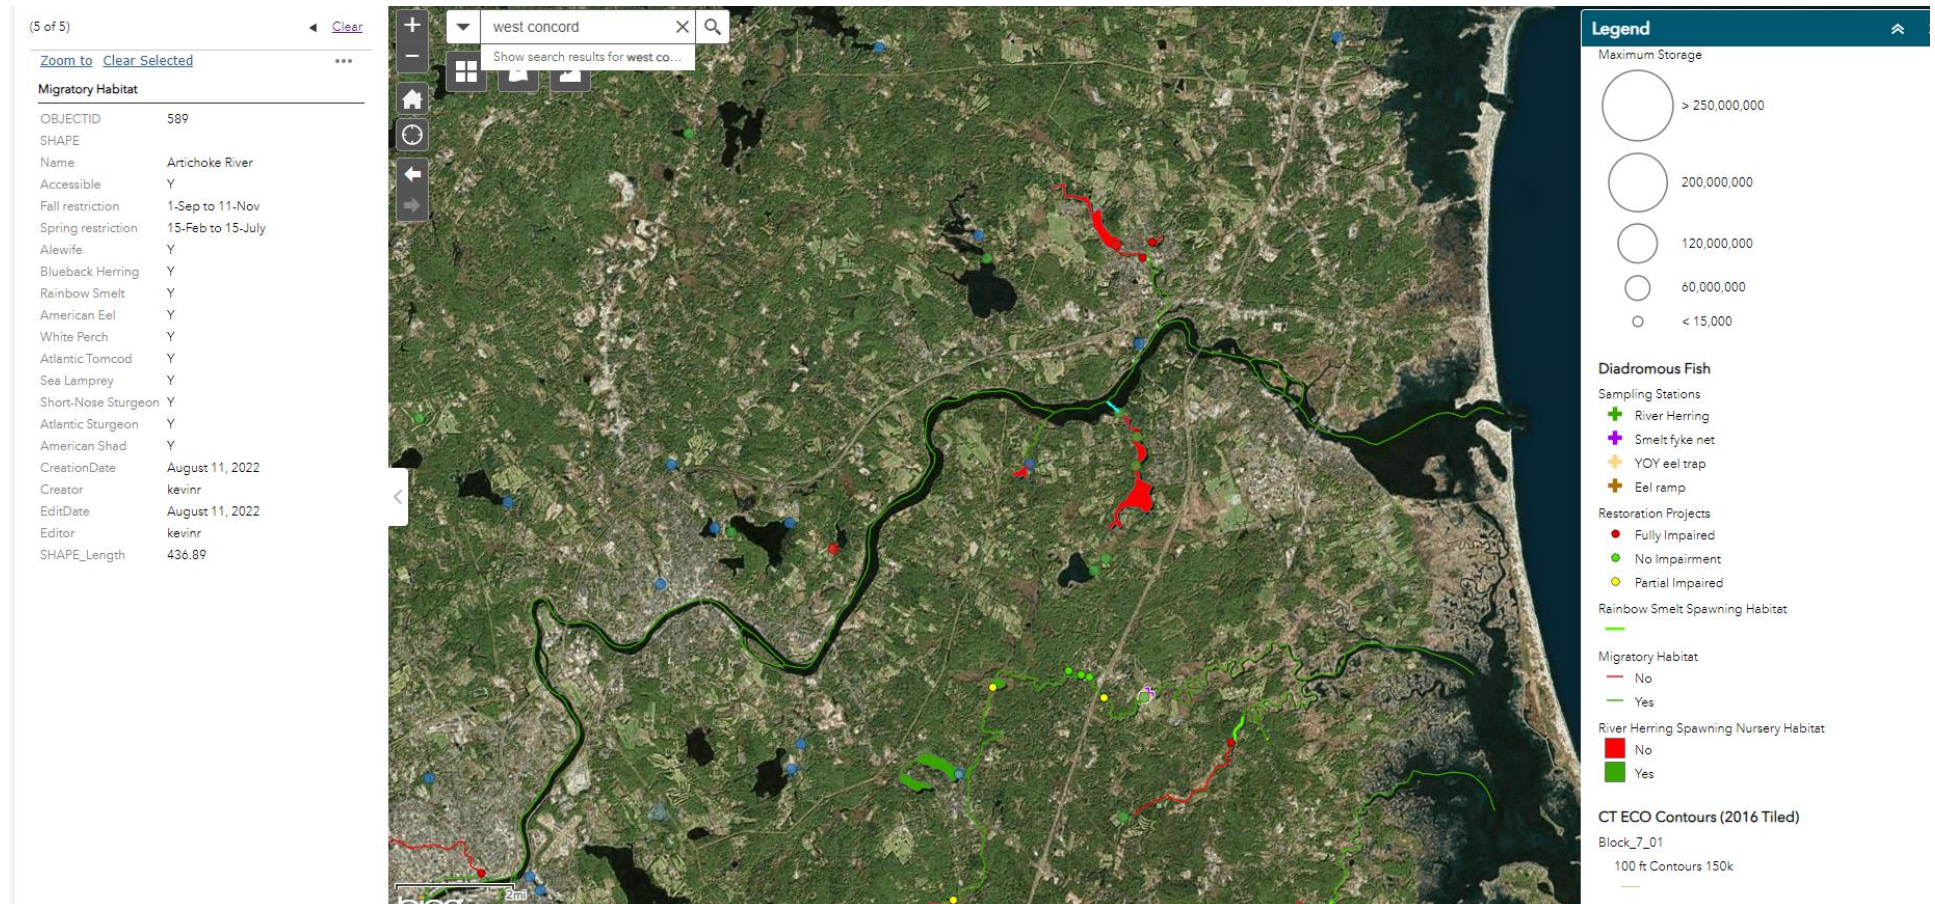 (5 of 5)
◄ Clear
Zoom to Clear Selected
•••
Migratory Habitat
OBJECTID 589
SHAPE
Name Artichoke River
Accessible Y
Fall restriction 1-Sep to 11-Nov
Spring restriction 15-Feb to 15-July
Alewife Y
Blueback Herring Y
Rainbow Smelt Y
American Eel Y
White Perch Y
Atlantic Tomcod Y
Sea Lamprey Y
Short-Nose Sturgeon Y
Atlantic Sturgeon Y
American Shad Y
CreationDate August 11, 2022
Creator kevinr
EditDate August 11, 2022
Editor kevinr
SHAPE_Length 436.89
west concord
Show search results for west co...
2mi
bing
Legend
Maximum Storage
> 250,000,000
200,000,000
120,000,000
60,000,000
< 15,000
Diadromous Fish
Sampling Stations
River Herring
Smelt fyke net
YOY eel trap
Eel ramp
Restoration Projects
Fully Impaired
No Impairment
Partial Impaired
Rainbow Smelt Spawning Habitat
Migratory Habitat
No
Yes
River Herring Spawning Nursery Habitat
No
Yes
CT ECO Contours (2016 Tiled)
Block_7_01
100 ft Contours 150k